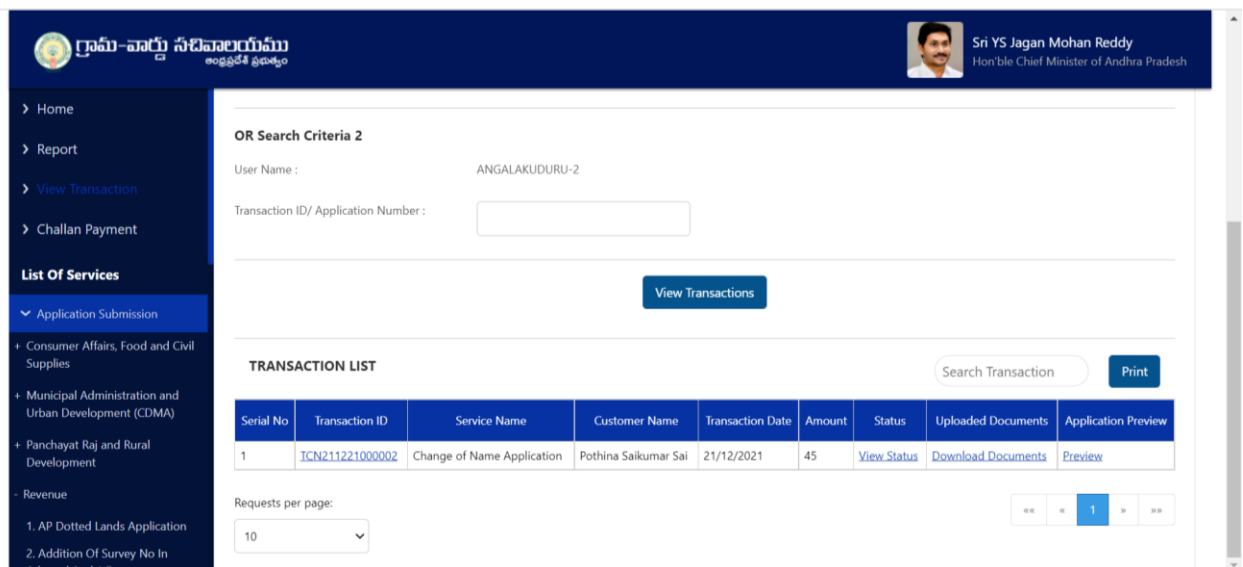 గ్రామ-వార్డు సచివాలయము
ఆంధ్రప్రదేశ్ ప్రభుత్వం
Sri YS Jagan Mohan Reddy
Hon'ble Chief Minister of Andhra Pradesh
Home
Report
View Transaction
Challan Payment
List Of Services
Application Submission
+ Consumer Affairs, Food and Civil
Supplies
+ Municipal Administration and
Urban Development (CDMA)
+ Panchayat Raj and Rural
Development
- Revenue
1. AP Dotted Lands Application
2. Addition Of Survey No In
OR Search Criteria 2
User Name : ANGALAKUDURU-2
Transaction ID/ Application Number :
View Transactions
TRANSACTION LIST
Search Transaction
Print
Serial No Transaction ID Service Name Customer Name Transaction Date Amount Status Uploaded Documents Application Preview
1 TCN211221000002 Change of Name Application Pothina Saikumar Sai 21/12/2021 45 View Status Download Documents Preview
Requests per page:
10
«« « 1 » »»